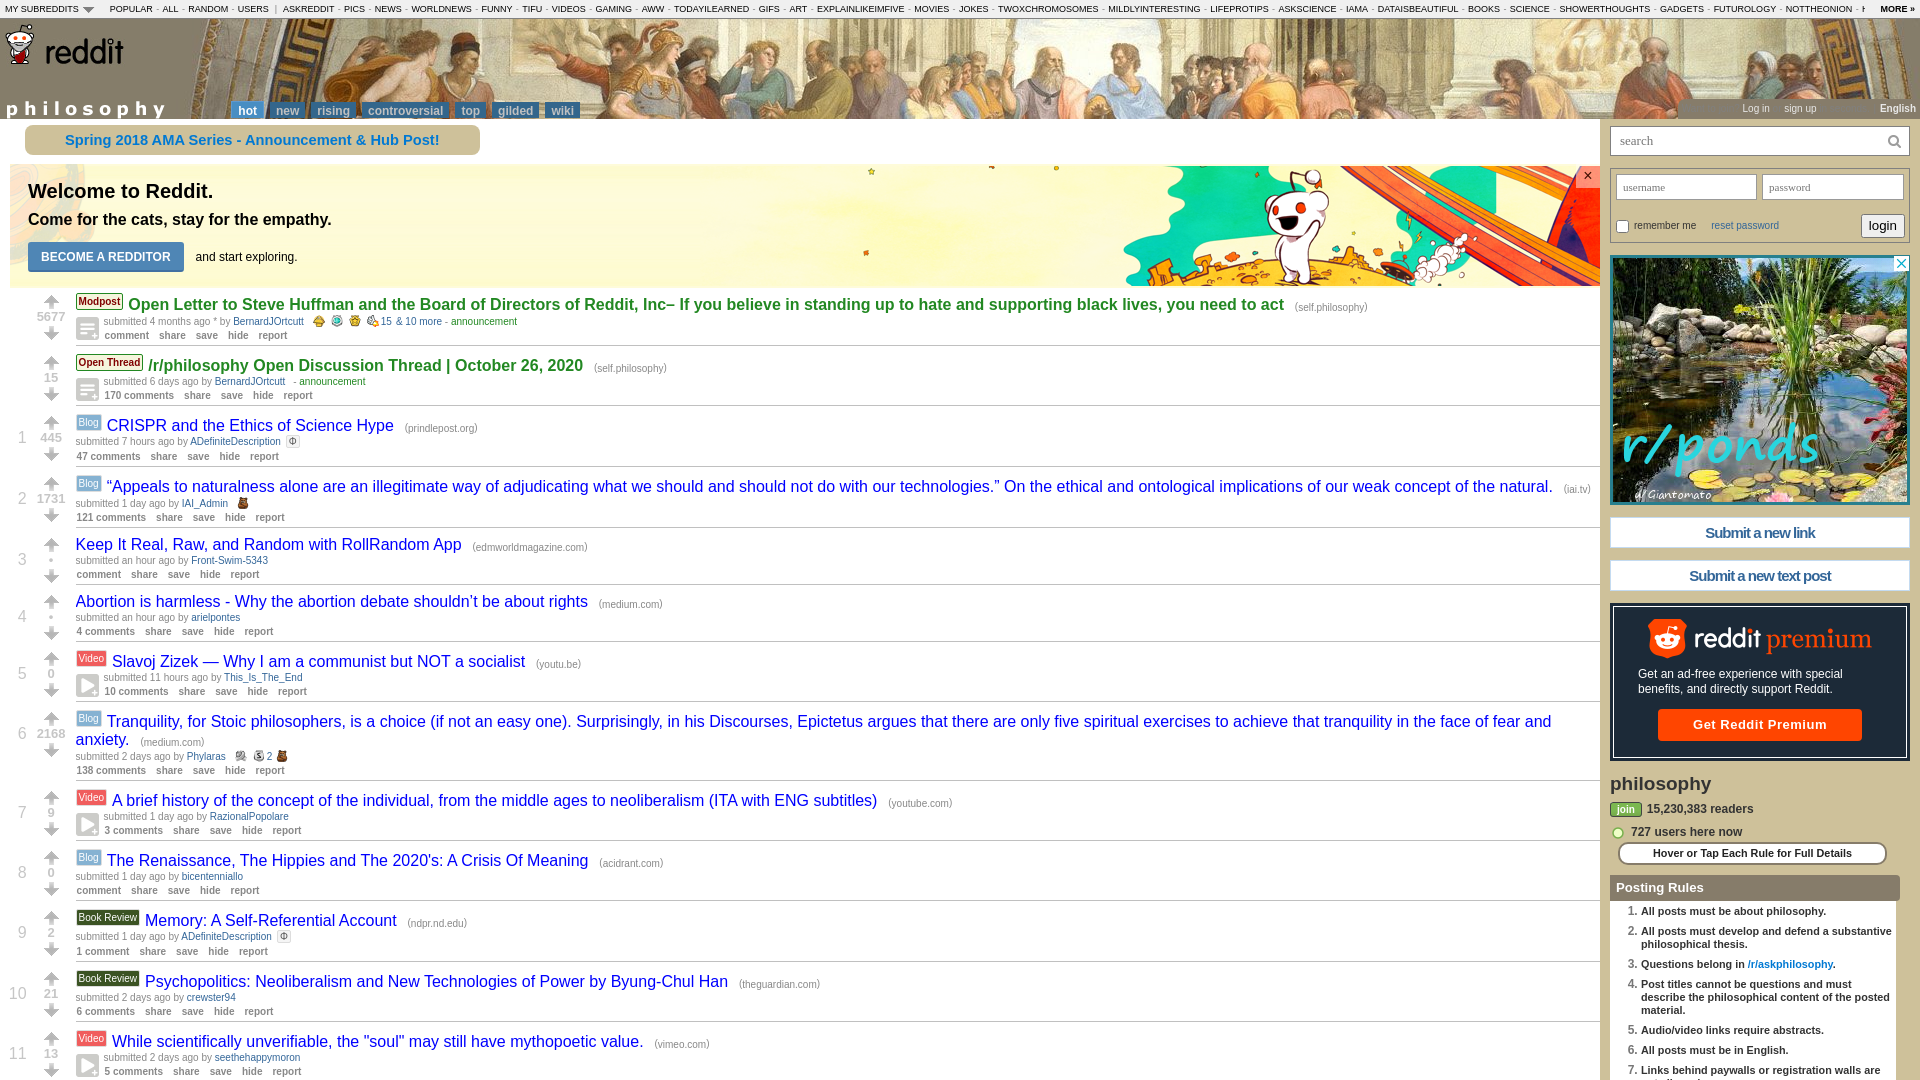 MY SUBREDDITS POPULAR - ALL - RANDOM - USERS | ASKREDDIT - PICS - NEWS - WORLDNEWS - FUNNY - TIFU - VIDEOS - GAMING - AWW - TODAYILEARNED - GIFS - ART - EXPLAINLIKEIMFIVE - MOVIES - JOKES - TWOXCHROMOSOMES - MILDLYINTERESTING - LIFEPROTIPS - ASKSCIENCE - IAMA - DATAISBEAUTIFUL - BOOKS - SCIENCE - SHOWERTHOUGHTS - GADGETS - FUTUROLOGY - NOTTHEONION - MORE »
reddit
philosophy
hot new rising controversial top gilded wiki
Log in sign up English
Spring 2018 AMA Series - Announcement & Hub Post!
Welcome to Reddit.
Come for the cats, stay for the empathy.
BECOME A REDDITOR and start exploring.
5677
Modpost Open Letter to Steve Huffman and the Board of Directors of Reddit, Inc– If you believe in standing up to hate and supporting black lives, you need to act (self.philosophy)
submitted 4 months ago * by BernardJOrtcutt 15 & 10 more - announcement
comment share save hide report
15
Open Thread /r/philosophy Open Discussion Thread | October 26, 2020 (self.philosophy)
submitted 6 days ago by BernardJOrtcutt - announcement
170 comments share save hide report
1 445
Blog CRISPR and the Ethics of Science Hype (prindlepost.org)
submitted 7 hours ago by ADefiniteDescription Φ
47 comments share save hide report
2 1731
Blog “Appeals to naturalness alone are an illegitimate way of adjudicating what we should and should not do with our technologies.” On the ethical and ontological implications of our weak concept of the natural. (iai.tv)
submitted 1 day ago by IAI_Admin
121 comments share save hide report
3 •
Keep It Real, Raw, and Random with RollRandom App (edmworldmagazine.com)
submitted an hour ago by Front-Swim-5343
comment share save hide report
4 •
Abortion is harmless - Why the abortion debate shouldn’t be about rights (medium.com)
submitted an hour ago by arielpontes
4 comments share save hide report
5 0
Video Slavoj Zizek — Why I am a communist but NOT a socialist (youtu.be)
submitted 11 hours ago by This_Is_The_End
10 comments share save hide report
6 2168
Blog Tranquility, for Stoic philosophers, is a choice (if not an easy one). Surprisingly, in his Discourses, Epictetus argues that there are only five spiritual exercises to achieve that tranquility in the face of fear and
anxiety. (medium.com)
submitted 2 days ago by Phylaras 2
138 comments share save hide report
7 9
Video A brief history of the concept of the individual, from the middle ages to neoliberalism (ITA with ENG subtitles) (youtube.com)
submitted 1 day ago by RazionalPopolare
3 comments share save hide report
8 0
Blog The Renaissance, The Hippies and The 2020's: A Crisis Of Meaning (acidrant.com)
submitted 1 day ago by bicentenniallo
comment share save hide report
9 2
Book Review Memory: A Self-Referential Account (ndpr.nd.edu)
submitted 1 day ago by ADefiniteDescription Φ
1 comment share save hide report
10 21
Book Review Psychopolitics: Neoliberalism and New Technologies of Power by Byung-Chul Han (theguardian.com)
submitted 2 days ago by crewster94
6 comments share save hide report
11 13
Video While scientifically unverifiable, the "soul" may still have mythopoetic value. (vimeo.com)
submitted 2 days ago by seethehappymoron
5 comments share save hide report
search
username password
remember me reset password login
r/ponds
d/Giantomato
Submit a new link
Submit a new text post
reddit premium
Get an ad-free experience with special
benefits, and directly support Reddit.
Get Reddit Premium
philosophy
join 15,230,383 readers
727 users here now
Hover or Tap Each Rule for Full Details
Posting Rules
1. All posts must be about philosophy.
2. All posts must develop and defend a substantive
philosophical thesis.
3. Questions belong in /r/askphilosophy.
4. Post titles cannot be questions and must
describe the philosophical content of the posted
material.
5. Audio/video links require abstracts.
6. All posts must be in English.
7. Links behind paywalls or registration walls are